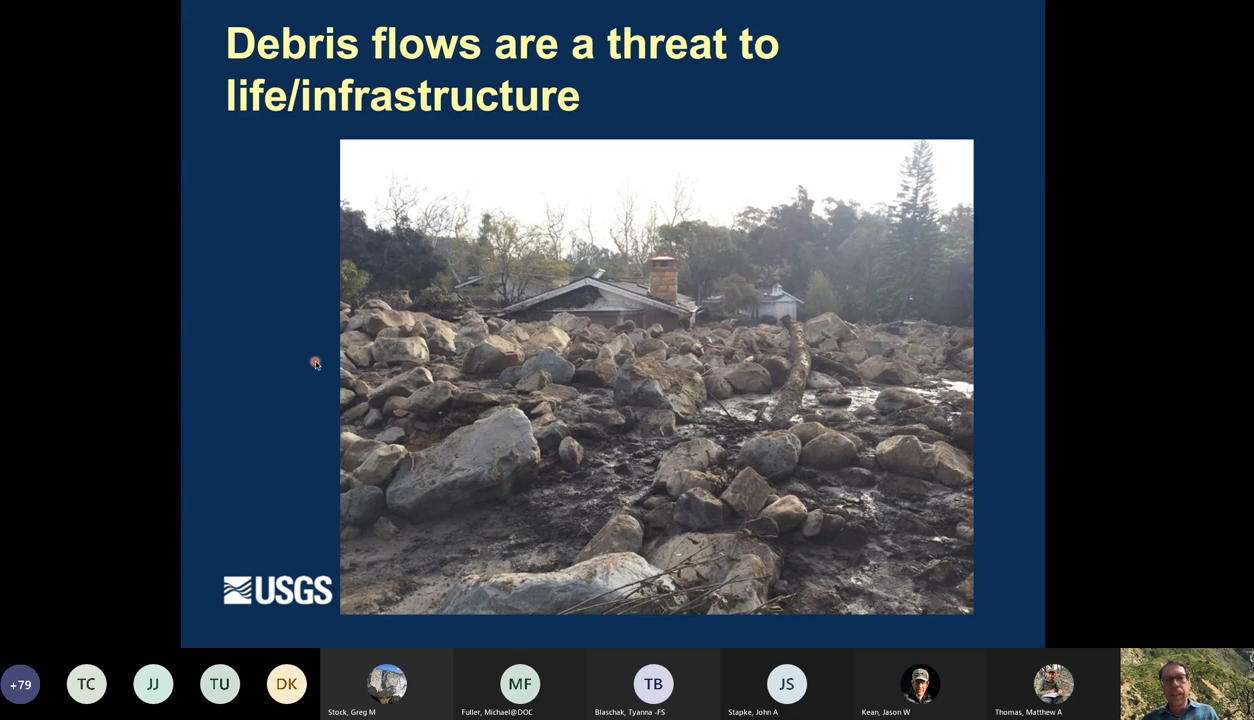 Debris flows are a threat to
life/infrastructure
USGS
+79
TC
JJ
TU
DK
MF
TB
JS
Stock, Greg M
Fuller, Michael@DOC
Blaschak, Tyanna -FS
Stapke, John A
Kean, Jason W
Thomas, Matthew A